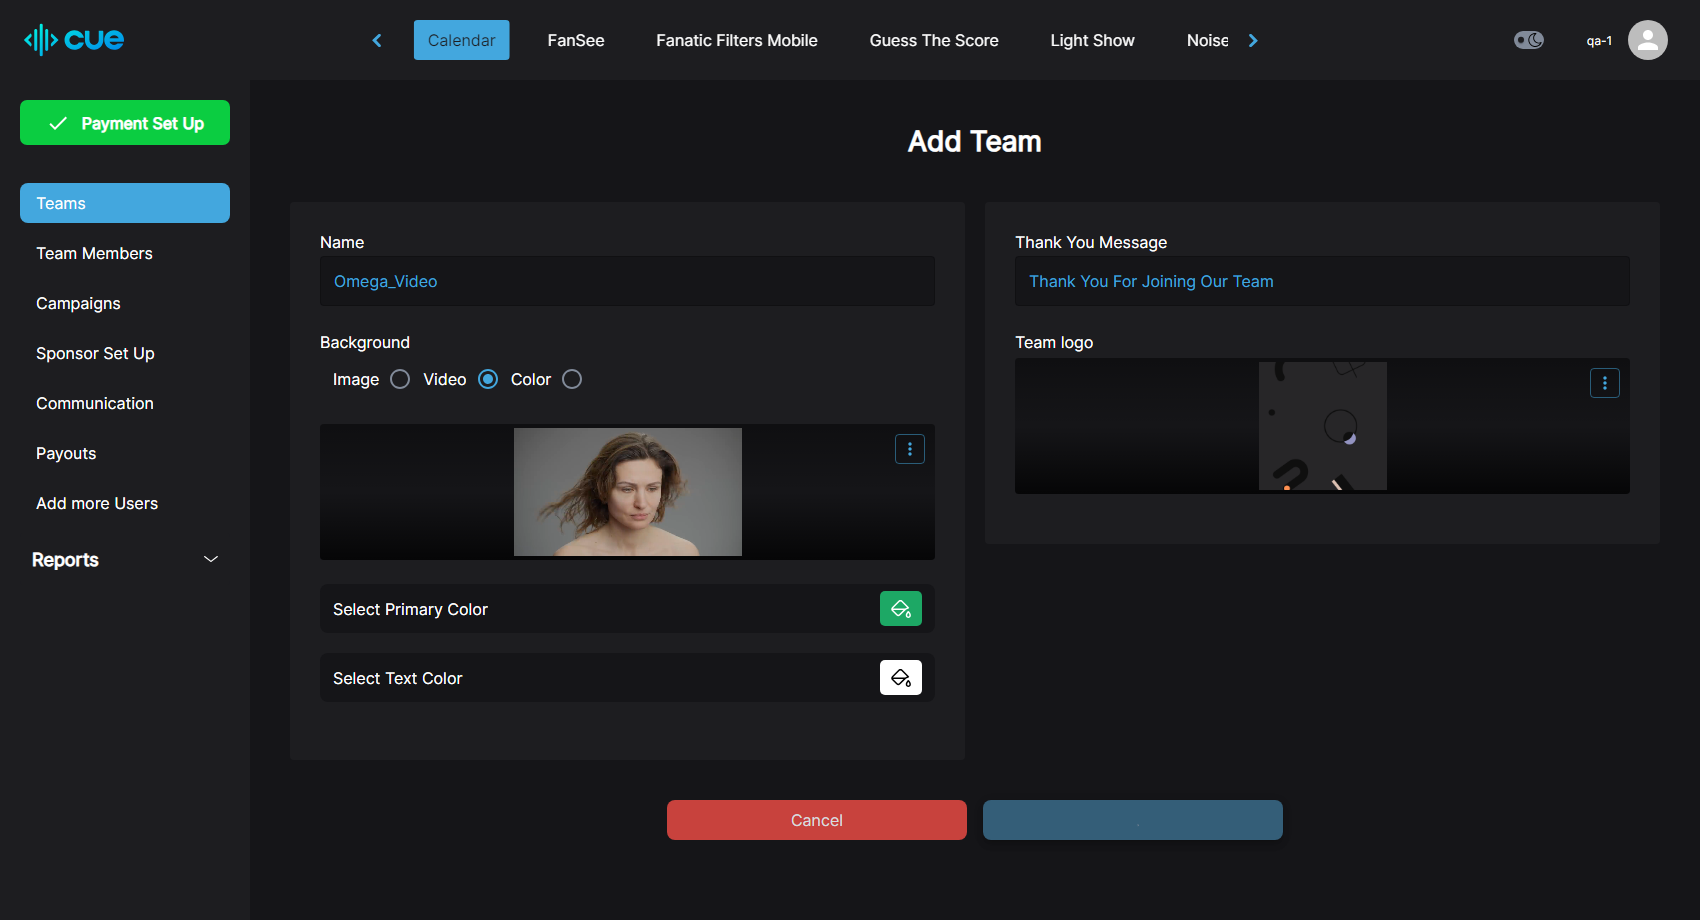 cue
Calendar
FanSee
Fanatic Filters Mobile
Guess The Score
Light Show
Noise
qa-1
Payment Set Up
Teams
Team Members
Campaigns
Sponsor Set Up
Communication
Payouts
Add more Users
Reports
Add Team
Name
Omega_Video
Background
Image
Video
Color
Select Primary Color
Select Text Color
Thank You Message
Thank You For Joining Our Team
Team logo
Cancel